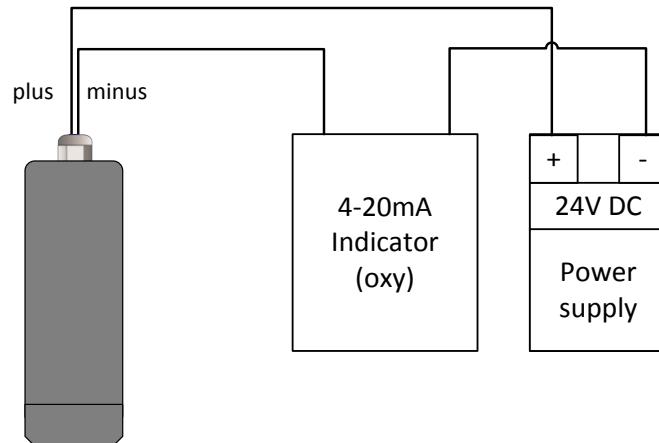 plus
minus
4-20mA
Indicator
(oxy)
+
-
24V DC
Power
supply